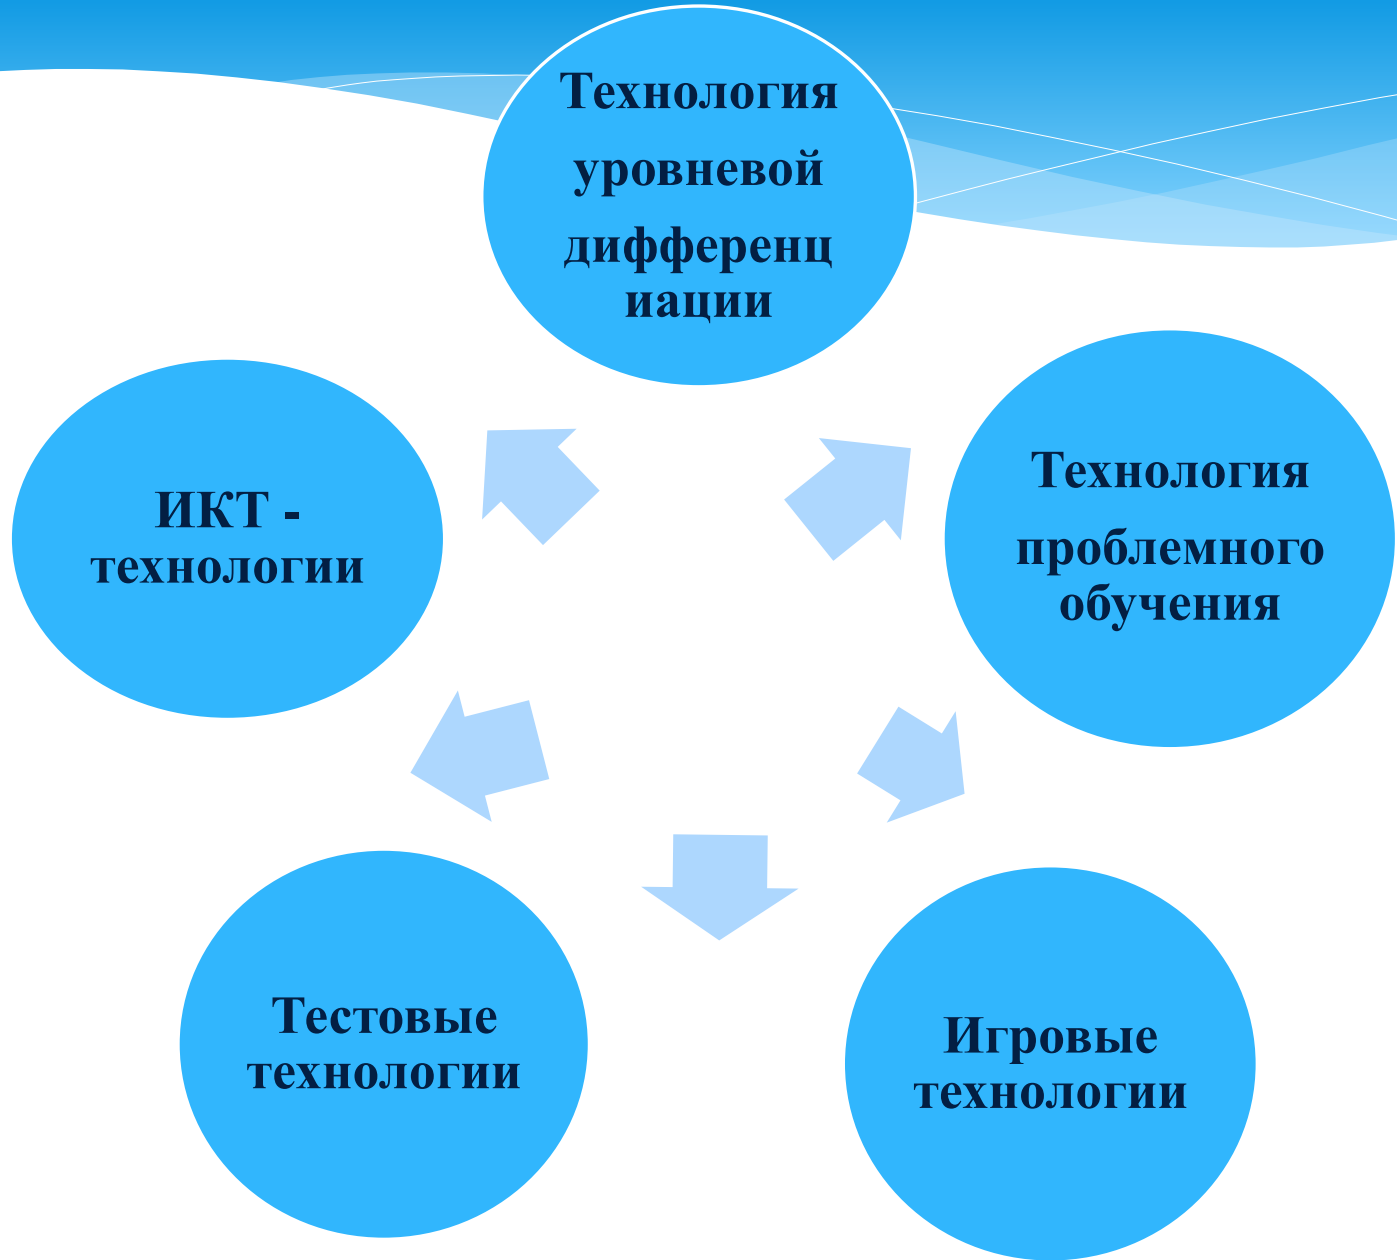 Технология
уровневой
дифференц
иации
ИКТ -
технологии
Технология
проблемного
обучения
Тестовые
технологии
Игровые
технологии